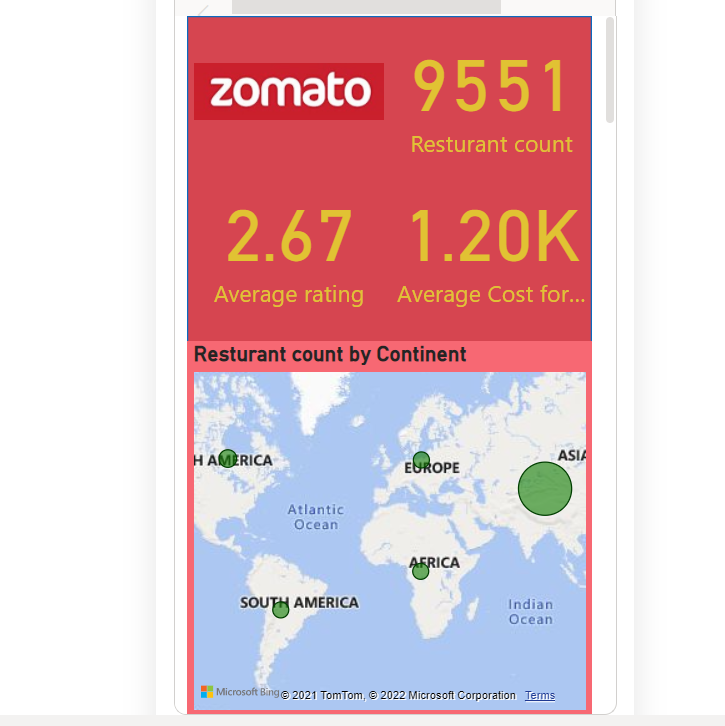 zomato
9551
Resturant count
2.67
Average rating
1.20K
Average Cost for...
Resturant count by Continent
H AMERICA
EUROPE
ASIA
Atlantic
Ocean
AFRICA
SOUTH AMERICA
Indian
Ocean
Microsoft Bing
© 2021 TomTom, © 2022 Microsoft Corporation Terms